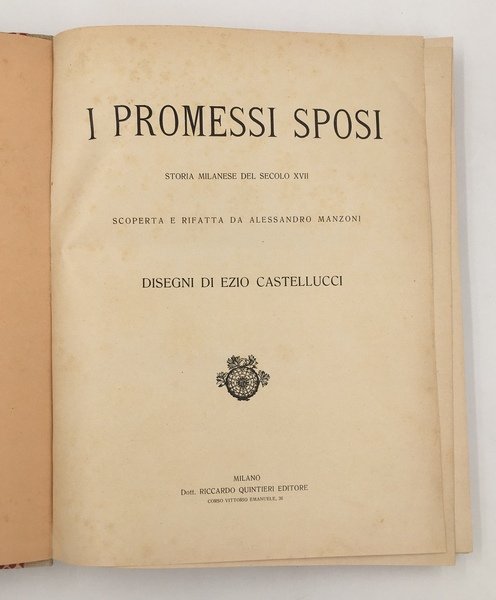 I PROMESSI SPOSI
STORIA MILANESE DEL SECOLO XVII
SCOPERTA E RIFATTA DA ALESSANDRO MANZONI
DISEGNI DI EZIO CASTELLUCCI
MILANO
Dott. RICCARDO QUINTIERI EDITORE
CORSO VITTORIO EMANUELE, 26